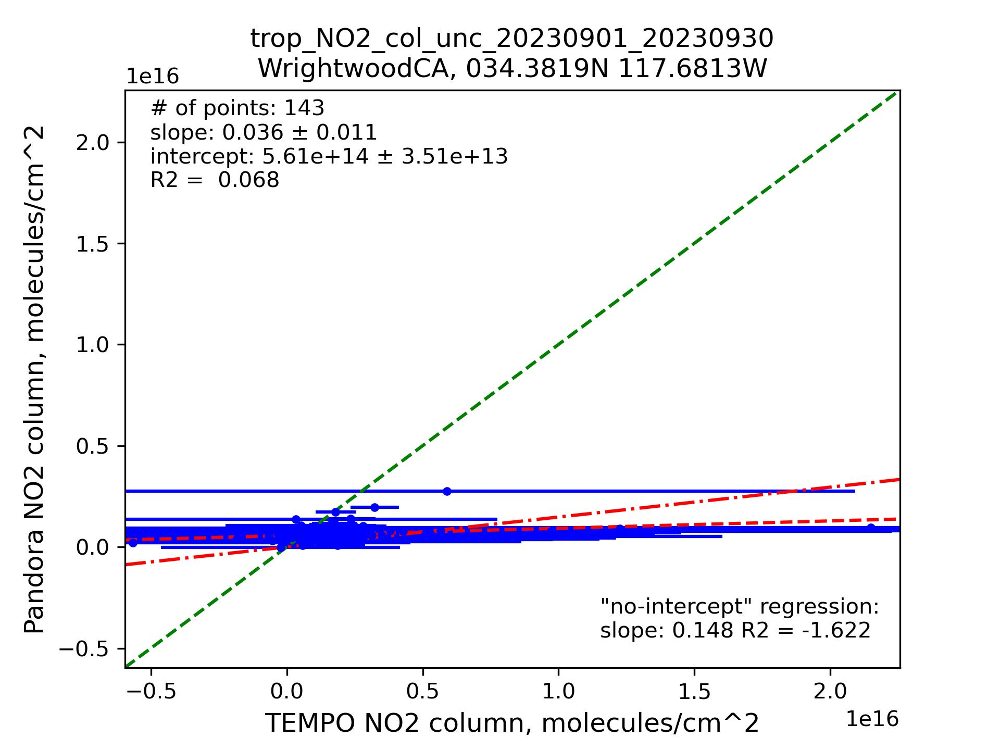 trop_NO2_col_unc_20230901_20230930
WrightwoodCA, 034.3819N 117.6813W
1e16
# of points: 143
slope: 0.036 ± 0.011
intercept: 5.61e+14 ± 3.51e+13
R2 =  0.068
Pandora NO2 column, molecules/cm^2
2.0
1.5
1.0
0.5
0.0
−0.5
"no-intercept" regression:
slope: 0.148 R2 = -1.622
−0.5 0.0 0.5 1.0 1.5 2.0
1e16
TEMPO NO2 column, molecules/cm^2